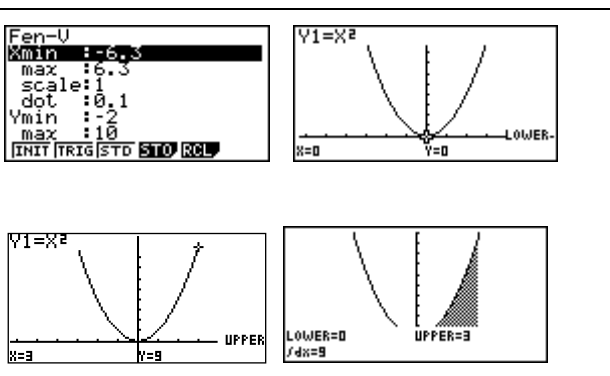 Fen-V
Xmin :-6.3
max :6.3
scale:1
dot :0.1
Ymin :-2
max :10
INIT TRIG STD STO RCL
Y1=X²
LOWER
X=0 Y=0
Y1=X²
UPPER
X=3 Y=9
LOWER=0 UPPER=3
∫dx=9